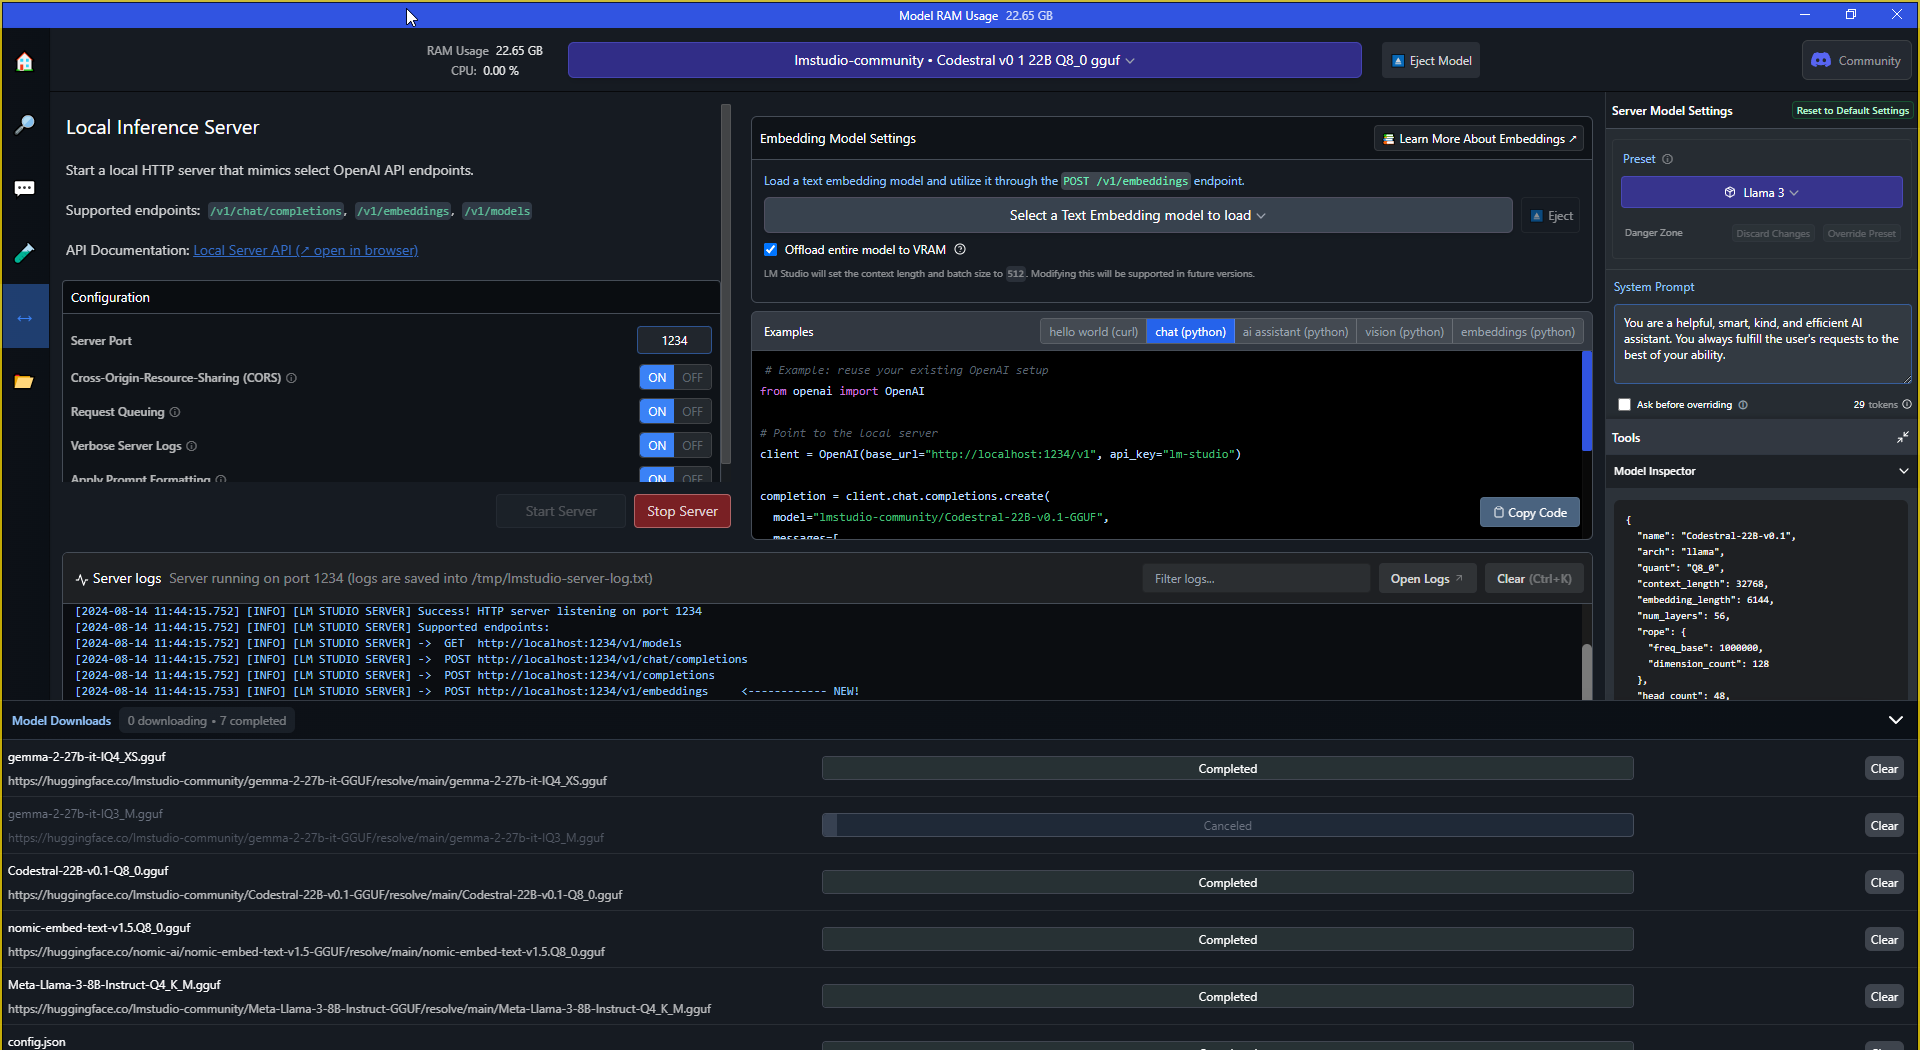 Model RAM Usage 22.65 GB
RAM Usage 22.65 GB
CPU: 0.00 %
lmstudio-community • Codestral v0 1 22B Q8_0 gguf
Eject Model
Community
Local Inference Server
Start a local HTTP server that mimics select OpenAI API endpoints.
Supported endpoints: /v1/chat/completions, /v1/embeddings, /v1/models
API Documentation: Local Server API (↗ open in browser)
Configuration
Server Port 1234
Cross-Origin-Resource-Sharing (CORS) ON OFF
Request Queuing ON OFF
Verbose Server Logs ON OFF
Apply Prompt Formatting ON OFF
Start Server Stop Server
Embedding Model Settings
Learn More About Embeddings ↗
Load a text embedding model and utilize it through the POST /v1/embeddings endpoint.
Select a Text Embedding model to load
Eject
Offload entire model to VRAM
LM Studio will set the context length and batch size to 512. Modifying this will be supported in future versions.
Examples
hello world (curl) chat (python) ai assistant (python) vision (python) embeddings (python)
# Example: reuse your existing OpenAI setup
from openai import OpenAI
# Point to the local server
client = OpenAI(base_url="http://localhost:1234/v1", api_key="lm-studio")
completion = client.chat.completions.create(
model="lmstudio-community/Codestral-22B-v0.1-GGUF",
messages=[
Copy Code
Server Model Settings
Reset to Default Settings
Preset
Llama 3
Danger Zone Discard Changes Override Preset
System Prompt
You are a helpful, smart, kind, and efficient AI
assistant. You always fulfill the user's requests to the
best of your ability.
Ask before overriding
29 tokens
Tools
Model Inspector
{
"name": "Codestral-22B-v0.1",
"arch": "llama",
"quant": "Q8_0",
"context_length": 32768,
"embedding_length": 6144,
"num_layers": 56,
"rope": {
"freq_base": 1000000,
"dimension_count": 128
},
"head_count": 48,
Server logs Server running on port 1234 (logs are saved into /tmp/lmstudio-server-log.txt)
Filter logs...
Open Logs ↗
Clear (Ctrl+K)
[2024-08-14 11:44:15.752] [INFO] [LM STUDIO SERVER] Success! HTTP server listening on port 1234
[2024-08-14 11:44:15.752] [INFO] [LM STUDIO SERVER] Supported endpoints:
[2024-08-14 11:44:15.752] [INFO] [LM STUDIO SERVER] -> GET http://localhost:1234/v1/models
[2024-08-14 11:44:15.752] [INFO] [LM STUDIO SERVER] -> POST http://localhost:1234/v1/chat/completions
[2024-08-14 11:44:15.752] [INFO] [LM STUDIO SERVER] -> POST http://localhost:1234/v1/completions
[2024-08-14 11:44:15.753] [INFO] [LM STUDIO SERVER] -> POST http://localhost:1234/v1/embeddings <------------ NEW!
Model Downloads 0 downloading • 7 completed
gemma-2-27b-it-IQ4_XS.gguf
https://huggingface.co/lmstudio-community/gemma-2-27b-it-GGUF/resolve/main/gemma-2-27b-it-IQ4_XS.gguf
Completed
Clear
gemma-2-27b-it-IQ3_M.gguf
https://huggingface.co/lmstudio-community/gemma-2-27b-it-GGUF/resolve/main/gemma-2-27b-it-IQ3_M.gguf
Canceled
Clear
Codestral-22B-v0.1-Q8_0.gguf
https://huggingface.co/lmstudio-community/Codestral-22B-v0.1-GGUF/resolve/main/Codestral-22B-v0.1-Q8_0.gguf
Completed
Clear
nomic-embed-text-v1.5.Q8_0.gguf
https://huggingface.co/nomic-ai/nomic-embed-text-v1.5-GGUF/resolve/main/nomic-embed-text-v1.5.Q8_0.gguf
Completed
Clear
Meta-Llama-3-8B-Instruct-Q4_K_M.gguf
https://huggingface.co/lmstudio-community/Meta-Llama-3-8B-Instruct-GGUF/resolve/main/Meta-Llama-3-8B-Instruct-Q4_K_M.gguf
Completed
Clear
config.json